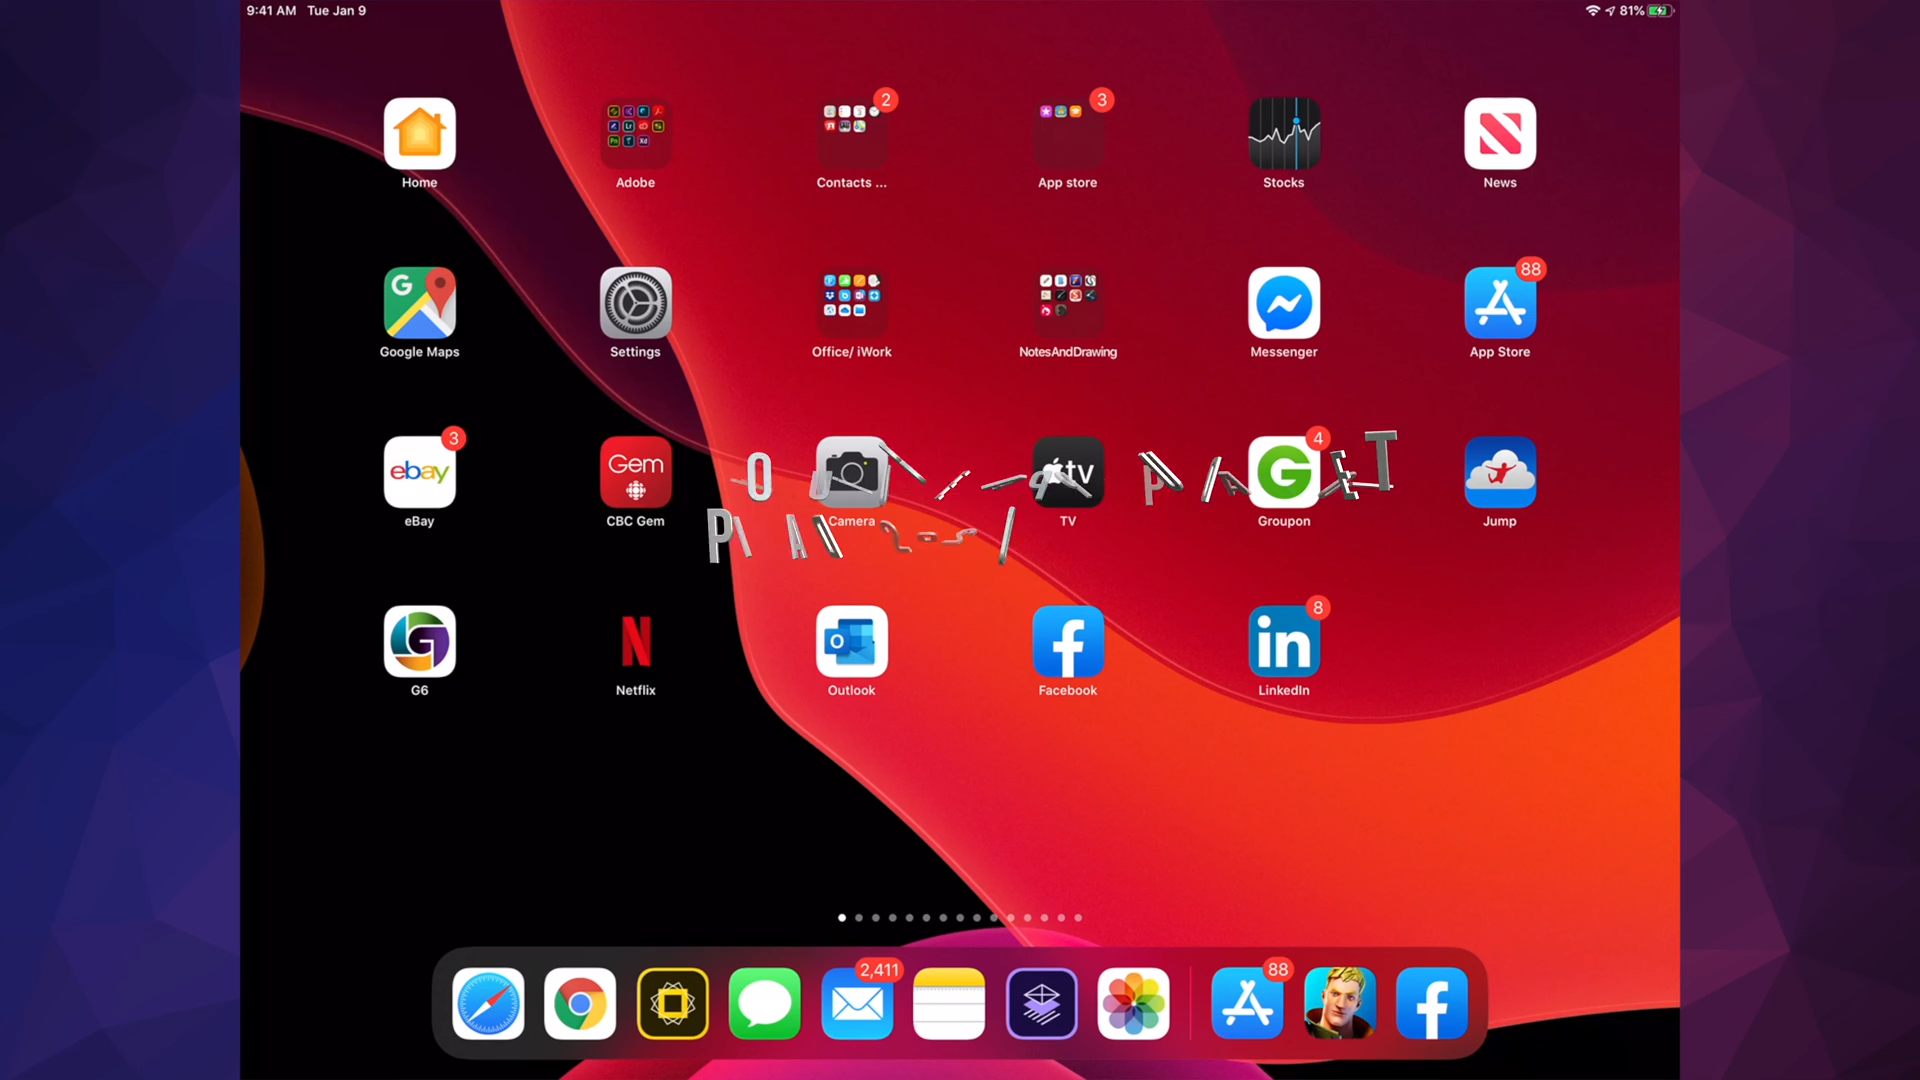 9:41 AM Tue Jan 9
81%
2
3
Home
Adobe
Contacts ...
App store
Stocks
News
G
88
Google Maps
Settings
Office/ iWork
NotesAndDrawing
Messenger
App Store
3
4
ebay
Gem
tv
G
eBay
CBC Gem
Camera
TV
Groupon
Jump
8
G
N
O
f
in
G6
Netflix
Outlook
Facebook
LinkedIn
2,411
88
f